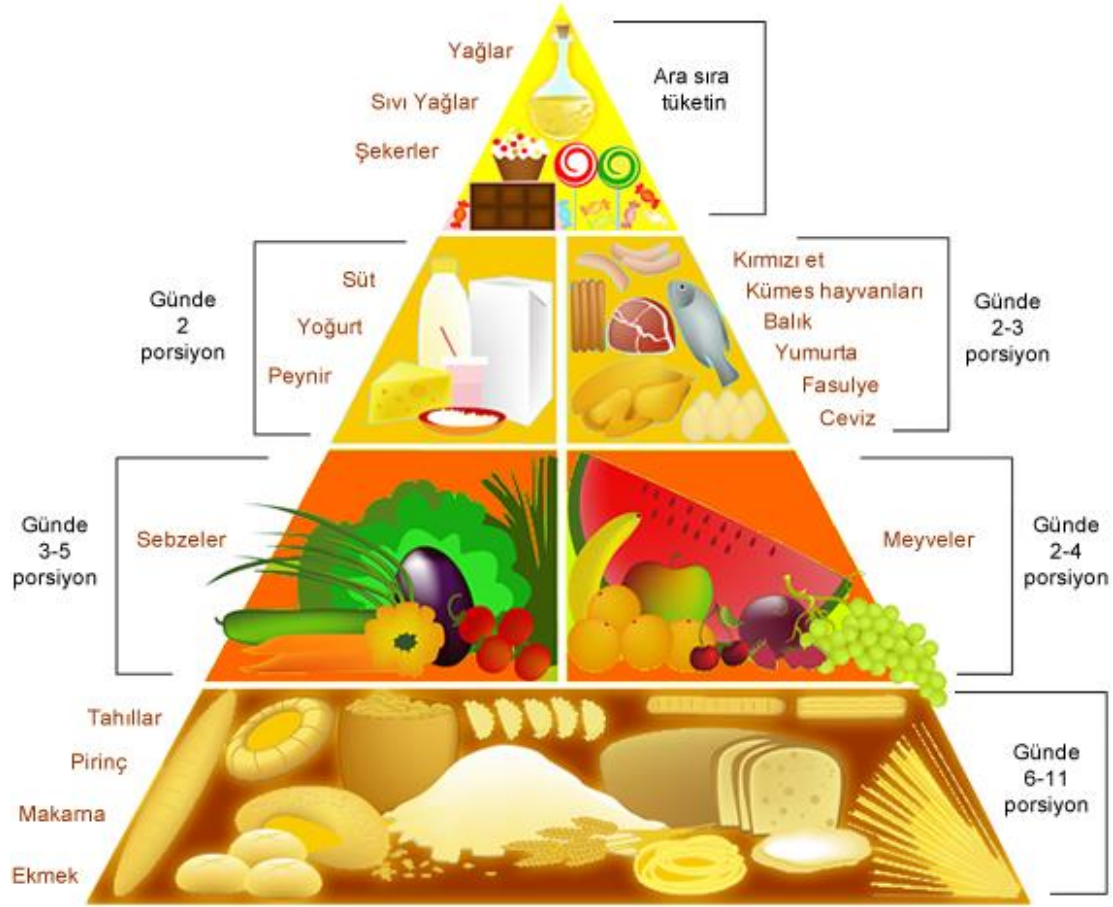 Yağlar
Sıvı Yağlar
Şekerler
Ara sıra
tüketin
Günde
2
porsiyon
Süt
Yoğurt
Peynir
Kırmızı et
Kümes hayvanları
Balık
Yumurta
Fasulye
Ceviz
Günde
2-3
porsiyon
Günde
3-5
porsiyon
Sebzeler
Meyveler
Günde
2-4
porsiyon
Tahıllar
Pirinç
Makarna
Ekmek
Günde
6-11
porsiyon